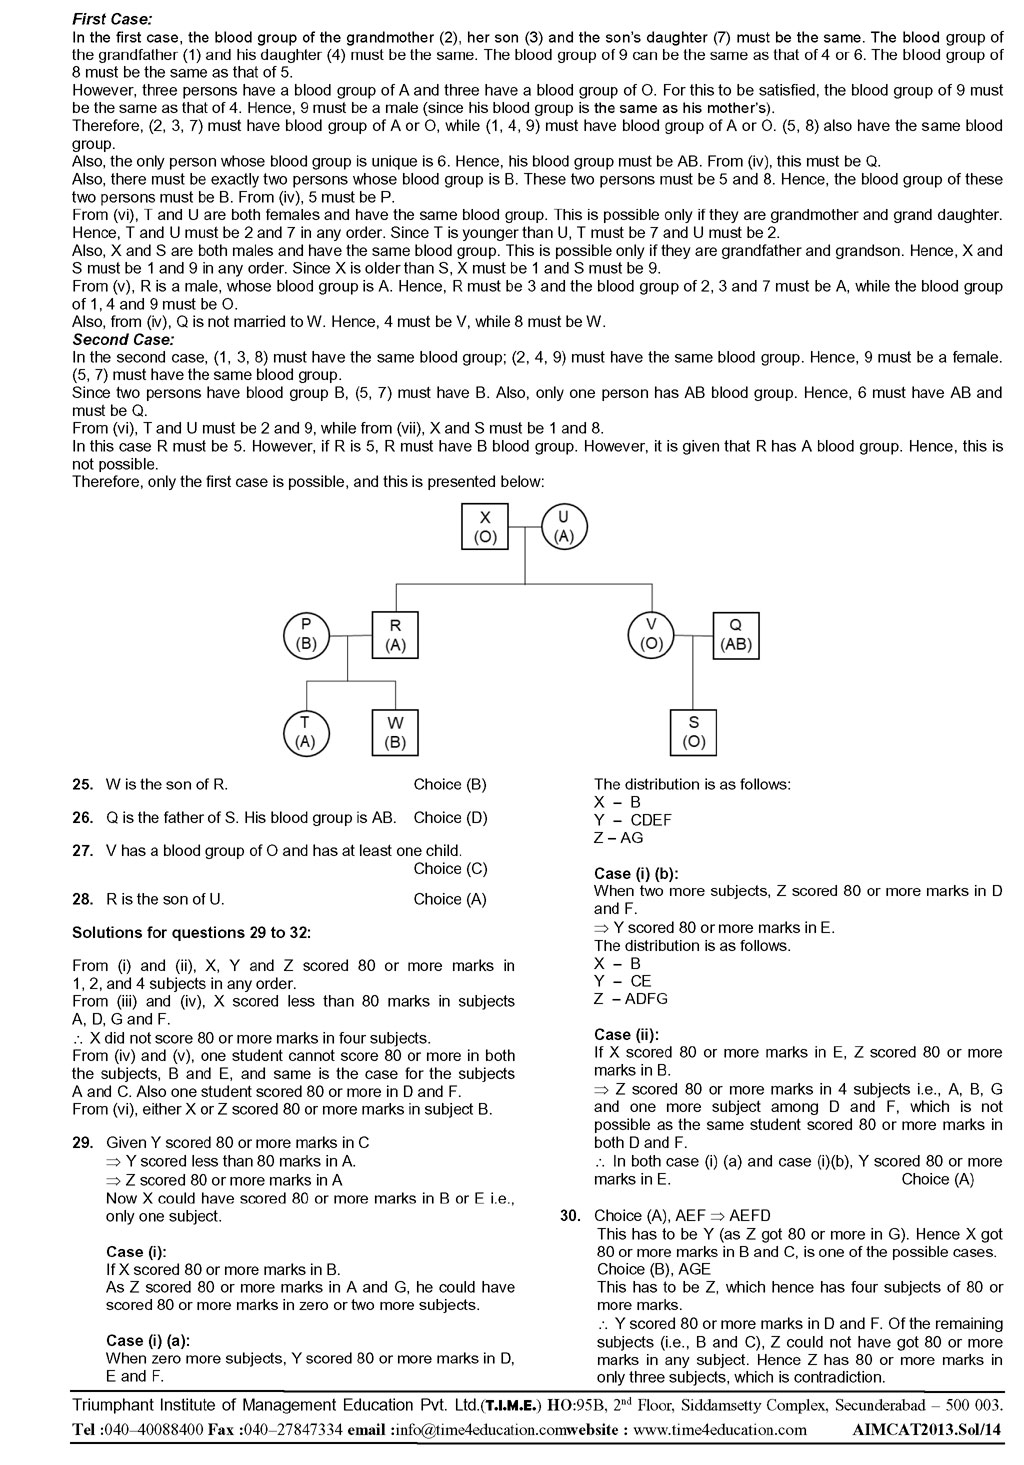 First Case:
In the first case, the blood group of the grandmother (2), her son (3) and the son's daughter (7) must be the same. The blood group of
the grandfather (1) and his daughter (4) must be the same. The blood group of 9 can be the same as that of 4 or 6. The blood group of
8 must be the same as that of 5.
However, three persons have a blood group of A and three have a blood group of O. For this to be satisfied, the blood group of 9 must
be the same as that of 4. Hence, 9 must be a male (since his blood group is the same as his mother's).
Therefore, (2, 3, 7) must have blood group of A or O, while (1, 4, 9) must have blood group of A or O. (5, 8) also have the same blood
group.
Also, the only person whose blood group is unique is 6. Hence, his blood group must be AB. From (iv), this must be Q.
Also, there must be exactly two persons whose blood group is B. These two persons must be 5 and 8. Hence, the blood group of these
two persons must be B. From (iv), 5 must be P.
From (vi), T and U are both females and have the same blood group. This is possible only if they are grandmother and grand daughter.
Hence, T and U must be 2 and 7 in any order. Since T is younger than U, T must be 7 and U must be 2.
Also, X and S are both males and have the same blood group. This is possible only if they are grandfather and grandson. Hence, X and
S must be 1 and 9 in any order. Since X is older than S, X must be 1 and S must be 9.
From (v), R is a male, whose blood group is A. Hence, R must be 3 and the blood group of 2, 3 and 7 must be A, while the blood group
of 1, 4 and 9 must be O.
Also, from (iv), Q is not married to W. Hence, 4 must be V, while 8 must be W.
Second Case:
In the second case, (1, 3, 8) must have the same blood group; (2, 4, 9) must have the same blood group. Hence, 9 must be a female.
(5, 7) must have the same blood group.
Since two persons have blood group B, (5, 7) must have B. Also, only one person has AB blood group. Hence, 6 must have AB and
must be Q.
From (vi), T and U must be 2 and 9, while from (vii), X and S must be 1 and 8.
In this case R must be 5. However, if R is 5, R must have B blood group. However, it is given that R has A blood group. Hence, this is
not possible.
Therefore, only the first case is possible, and this is presented below:
X U
(O) (A)
P R V Q
(B) (A) (O) (AB)
T W S
(A) (B) (O)
25. W is the son of R. Choice (B)
26. Q is the father of S. His blood group is AB. Choice (D)
27. V has a blood group of O and has at least one child.
Choice (C)
28. R is the son of U. Choice (A)
Solutions for questions 29 to 32:
From (i) and (ii), X, Y and Z scored 80 or more marks in
1, 2, and 4 subjects in any order.
From (iii) and (iv), X scored less than 80 marks in subjects
A, D, G and F.
∴ X did not score 80 or more marks in four subjects.
From (iv) and (v), one student cannot score 80 or more in both
the subjects, B and E, and same is the case for the subjects
A and C. Also one student scored 80 or more in D and F.
From (vi), either X or Z scored 80 or more marks in subject B.
29. Given Y scored 80 or more marks in C
⇒ Y scored less than 80 marks in A.
⇒ Z scored 80 or more marks in A
Now X could have scored 80 or more marks in B or E i.e.,
only one subject.
Case (i):
If X scored 80 or more marks in B.
As Z scored 80 or more marks in A and G, he could have
scored 80 or more marks in zero or two more subjects.
Case (i) (a):
When zero more subjects, Y scored 80 or more marks in D,
E and F.
The distribution is as follows:
X – B
Y – CDEF
Z – AG
Case (i) (b):
When two more subjects, Z scored 80 or more marks in D
and F.
⇒ Y scored 80 or more marks in E.
The distribution is as follows.
X – B
Y – CE
Z – ADFG
Case (ii):
If X scored 80 or more marks in E, Z scored 80 or more
marks in B.
⇒ Z scored 80 or more marks in 4 subjects i.e., A, B, G
and one more subject among D and F, which is not
possible as the same student scored 80 or more marks in
both D and F.
∴ In both case (i) (a) and case (i)(b), Y scored 80 or more
marks in E. Choice (A)
30. Choice (A), AEF ⇒ AEFD
This has to be Y (as Z got 80 or more in G). Hence X got
80 or more marks in B and C, is one of the possible cases.
Choice (B), AGE
This has to be Z, which hence has four subjects of 80 or
more marks.
∴ Y scored 80 or more marks in D and F. Of the remaining
subjects (i.e., B and C), Z could not have got 80 or more
marks in any subject. Hence Z has 80 or more marks in
only three subjects, which is contradiction.
Triumphant Institute of Management Education Pvt. Ltd.(T.I.M.E.) HO:95B, 2nd Floor, Siddamsetty Complex, Secunderabad – 500 003.
Tel :040–40088400 Fax :040–27847334 email :info@time4education.comwebsite : www.time4education.com AIMCAT2013.Sol/14